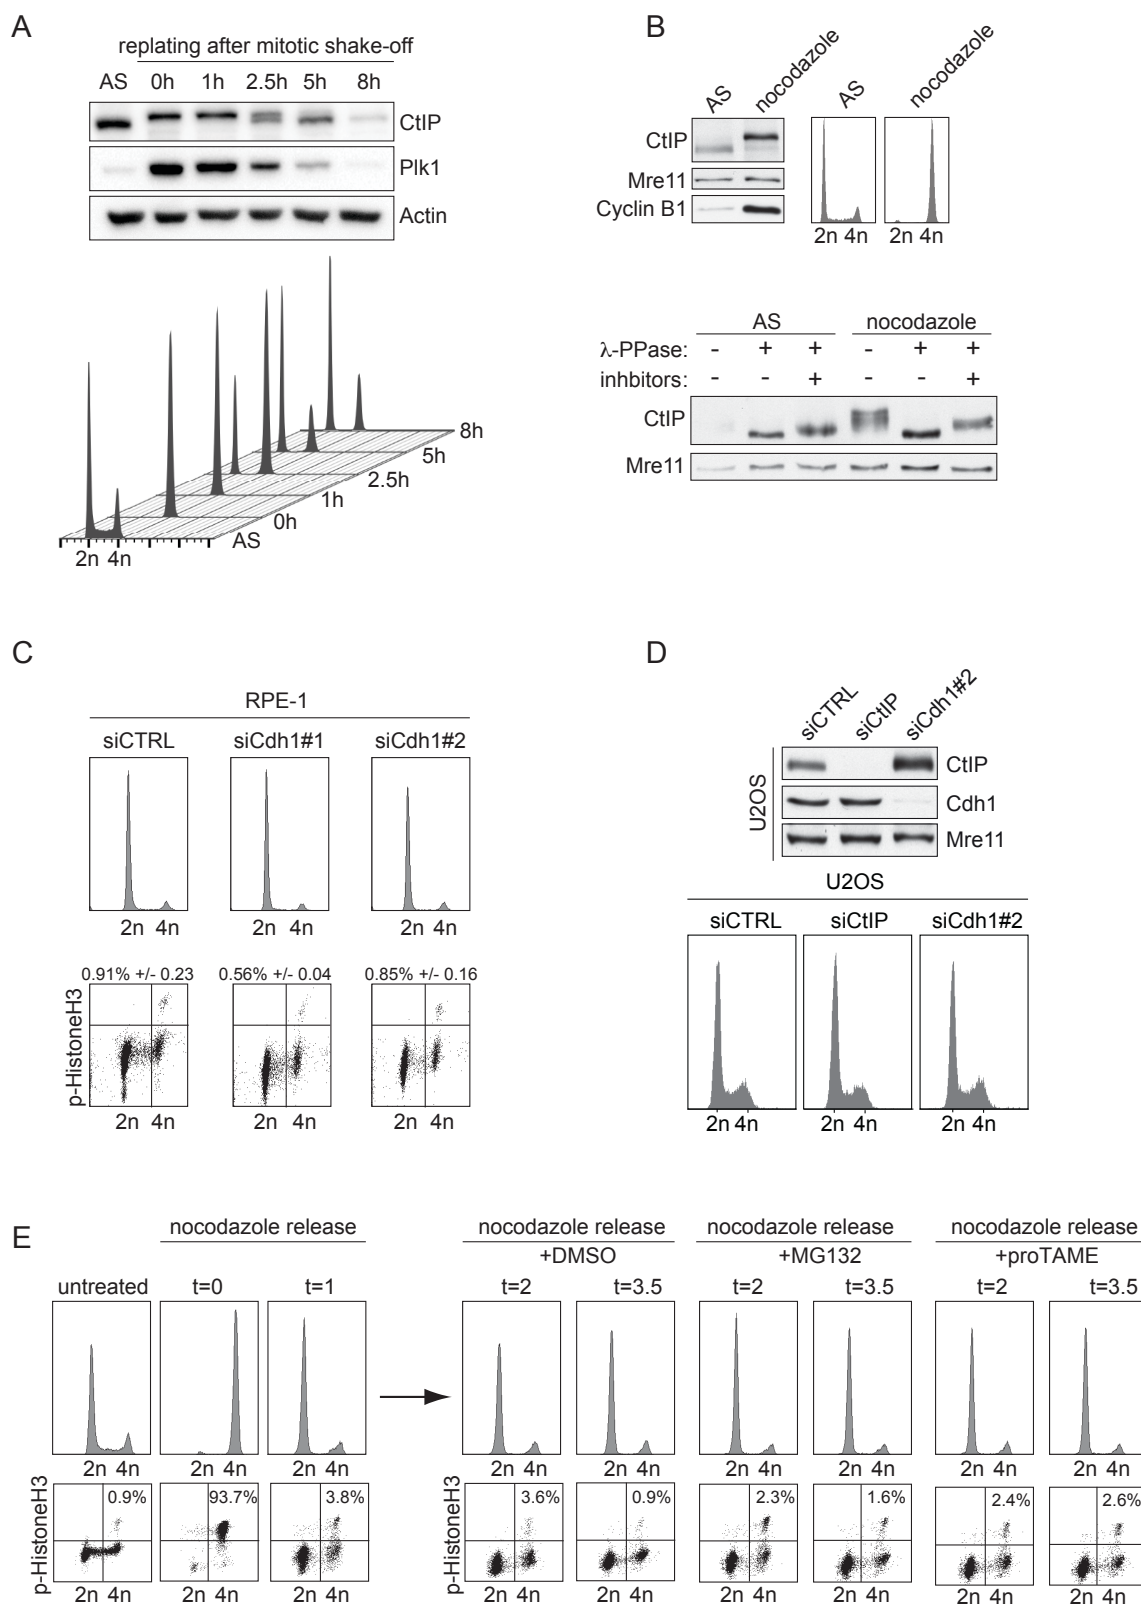 A
replating after mitotic shake-off
AS 0h 1h 2.5h 5h 8h
CtIP
Plk1
Actin
8h
5h
2.5h
1h
0h
AS
2n 4n
B
AS nocodazole AS nocodazole
CtIP
Mre11
Cyclin B1
2n 4n 2n 4n
AS nocodazole
λ-PPase: - + + - + +
inhbitors: - - + - - +
CtIP
Mre11
C
RPE-1
siCTRL siCdh1#1 siCdh1#2
2n 4n 2n 4n 2n 4n
0.91% +/- 0.23 0.56% +/- 0.04 0.85% +/- 0.16
p-HistoneH3
2n 4n 2n 4n 2n 4n
D
siCTRL siCtIP siCdh1#2
U2OS
CtIP
Cdh1
Mre11
U2OS
siCTRL siCtIP siCdh1#2
2n 4n 2n 4n 2n 4n
E
nocodazole release nocodazole release nocodazole release nocodazole release
+DMSO +MG132 +proTAME
untreated t=0 t=1 t=2 t=3.5 t=2 t=3.5 t=2 t=3.5
2n 4n 2n 4n 2n 4n 2n 4n 2n 4n 2n 4n 2n 4n 2n 4n 2n 4n
p-HistoneH3 0.9% 93.7% 3.8% p-HistoneH3 3.6% 0.9% 2.3% 1.6% 2.4% 2.6%
2n 4n 2n 4n 2n 4n 2n 4n 2n 4n 2n 4n 2n 4n 2n 4n 2n 4n